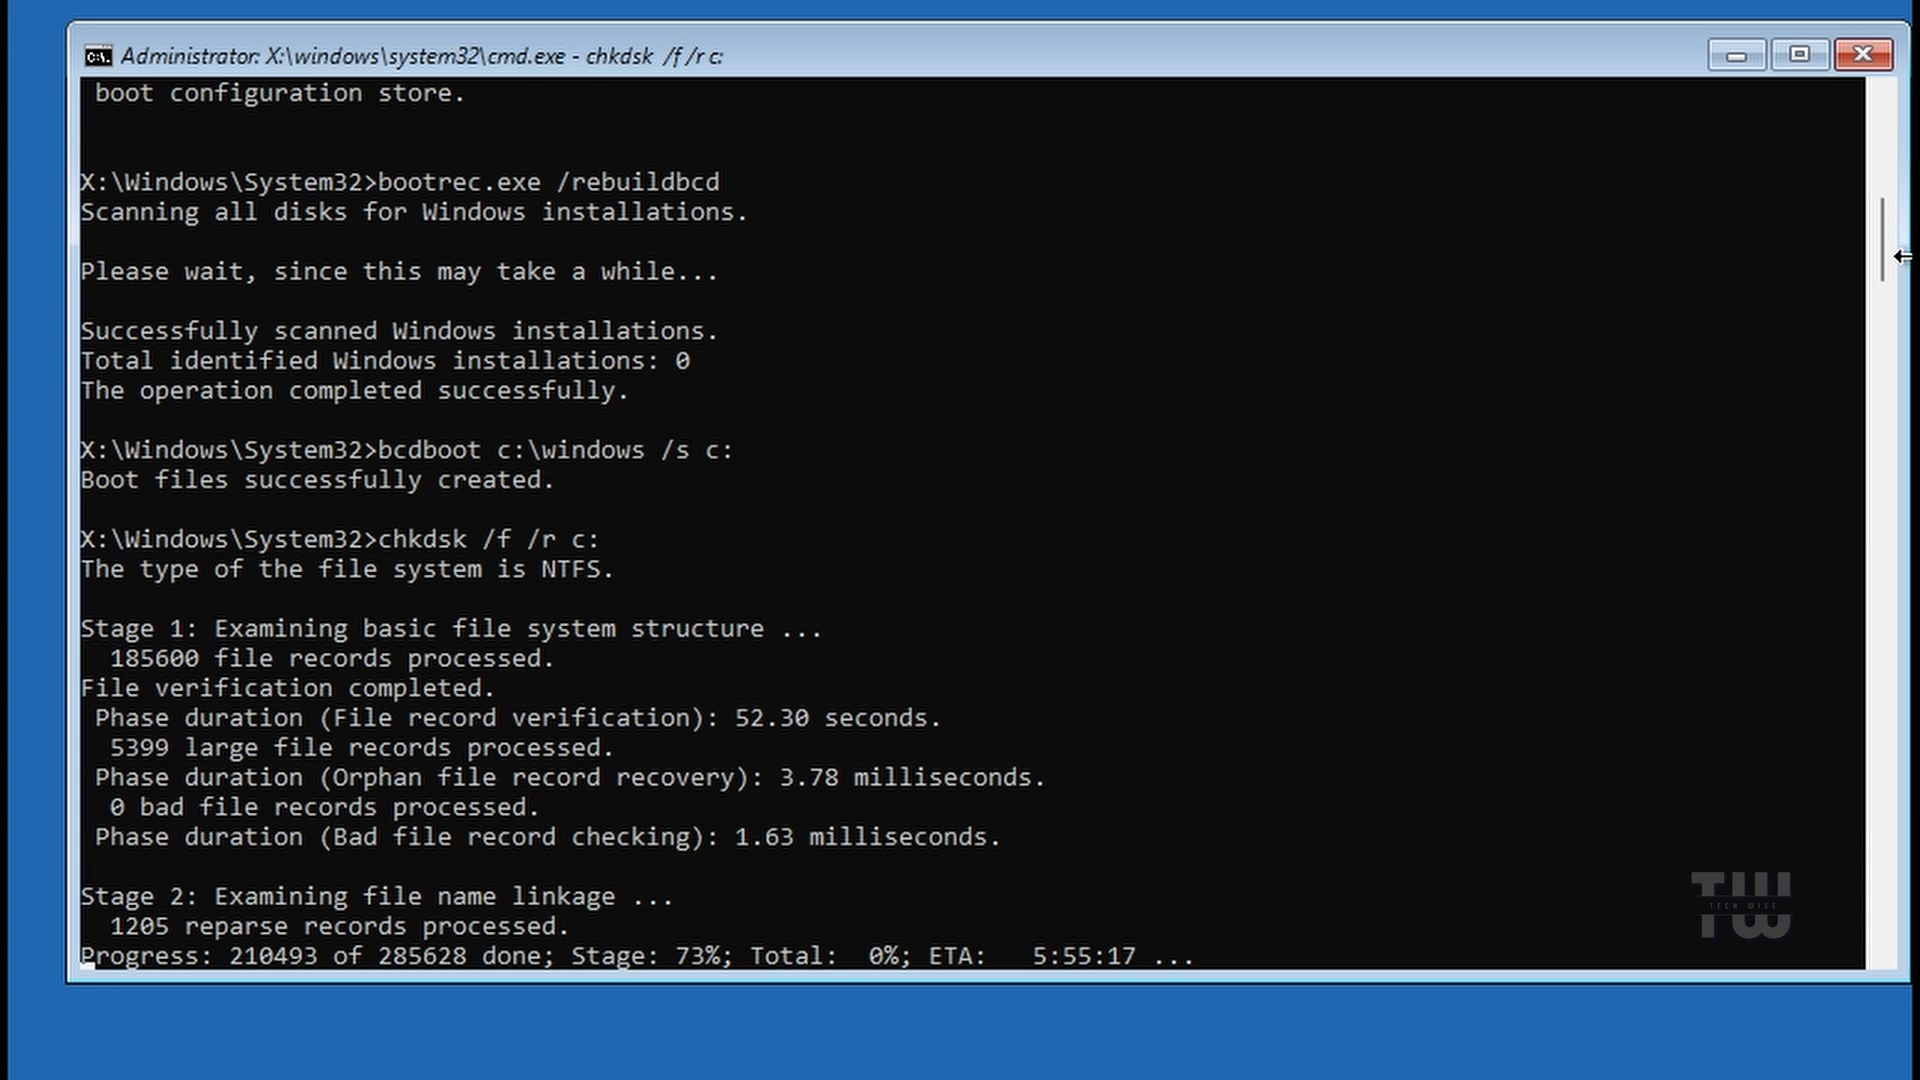 Administrator: X:\windows\system32\cmd.exe - chkdsk /f /r c:
boot configuration store.
X:\Windows\System32>bootrec.exe /rebuildbcd
Scanning all disks for Windows installations.
Please wait, since this may take a while...
Successfully scanned Windows installations.
Total identified Windows installations: 0
The operation completed successfully.
X:\Windows\System32>bcdboot c:\windows /s c:
Boot files successfully created.
X:\Windows\System32>chkdsk /f /r c:
The type of the file system is NTFS.
Stage 1: Examining basic file system structure ...
185600 file records processed.
File verification completed.
Phase duration (File record verification): 52.30 seconds.
5399 large file records processed.
Phase duration (Orphan file record recovery): 3.78 milliseconds.
0 bad file records processed.
Phase duration (Bad file record checking): 1.63 milliseconds.
Stage 2: Examining file name linkage ...
1205 reparse records processed.
Progress: 210493 of 285628 done; Stage: 73%; Total:  0%; ETA:   5:55:17 ...
TW
TECH WISE